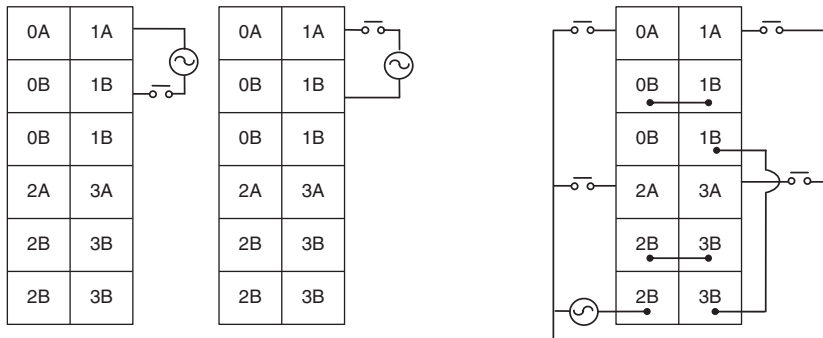 0A 1A 0A 1A 0A 1A
0B 1B 0B 1B 0B 1B
0B 1B 0B 1B 0B 1B
2A 3A 2A 3A 2A 3A
2B 3B 2B 3B 2B 3B
2B 3B 2B 3B 2B 3B